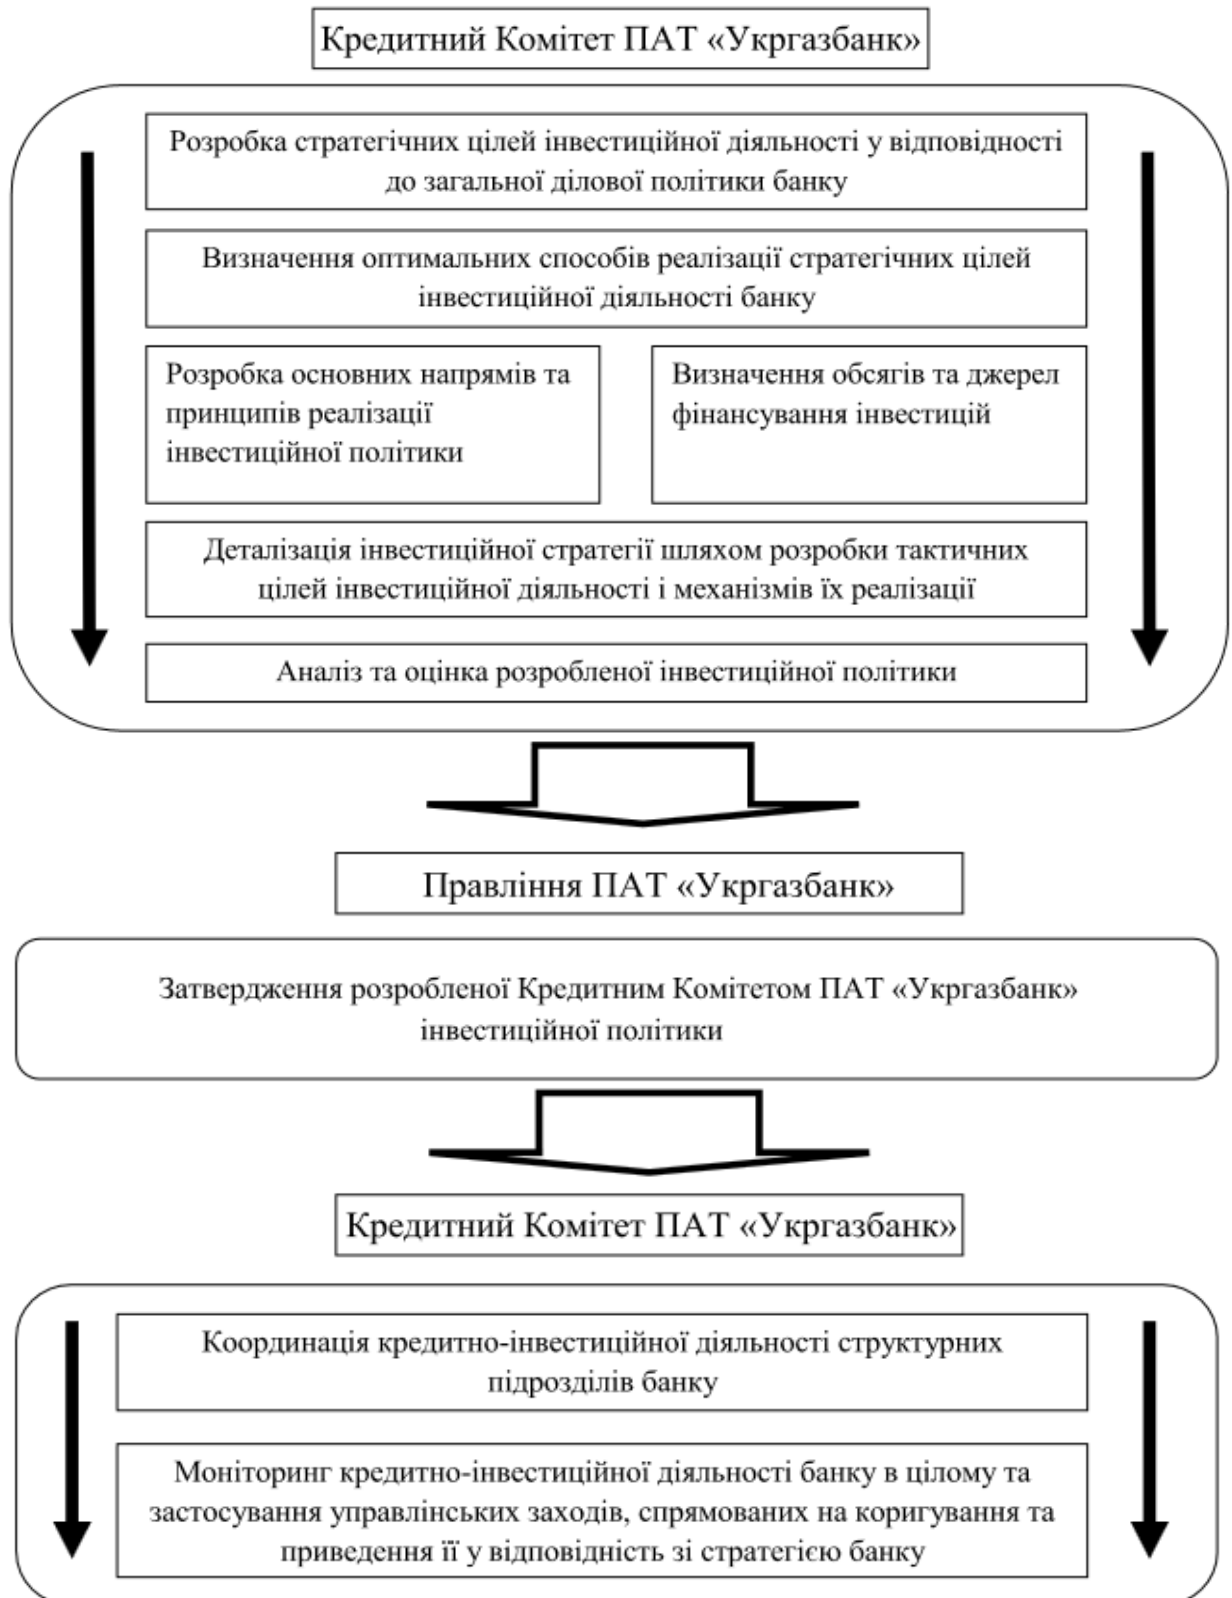 Кредитний Комітет ПАТ «Укргазбанк»
Розробка стратегічних цілей інвестиційної діяльності у відповідності
до загальної ділової політики банку
Визначення оптимальних способів реалізації стратегічних цілей
інвестиційної діяльності банку
Розробка основних напрямів та
принципів реалізації
інвестиційної політики
Визначення обсягів та джерел
фінансування інвестицій
Деталізація інвестиційної стратегії шляхом розробки тактичних
цілей інвестиційної діяльності і механізмів їх реалізації
Аналіз та оцінка розробленої інвестиційної політики
Правління ПАТ «Укргазбанк»
Затвердження розробленої Кредитним Комітетом ПАТ «Укргазбанк»
інвестиційної політики
Кредитний Комітет ПАТ «Укргазбанк»
Координація кредитно-інвестиційної діяльності структурних
підрозділів банку
Моніторинг кредитно-інвестиційної діяльності банку в цілому та
застосування управлінських заходів, спрямованих на коригування та
приведення її у відповідність зі стратегією банку